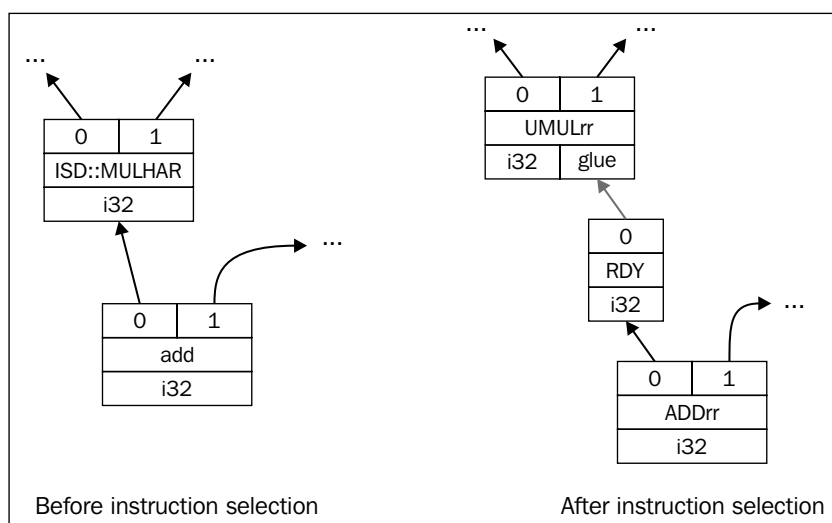 ... ...
0 1
ISD::MULHAR
i32
...
0 1
add
i32
Before instruction selection
... ...
0 1
UMULrr
i32 glue
0
RDY
i32
...
0 1
ADDrr
i32
After instruction selection